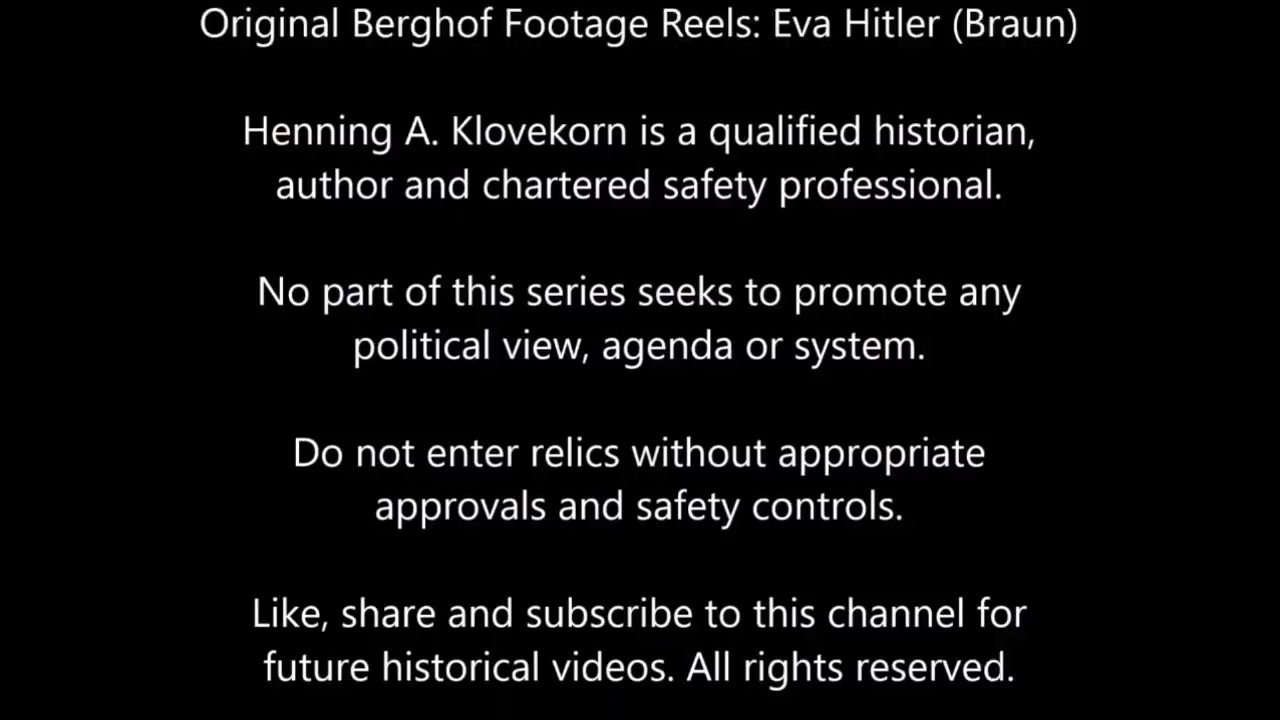 Original Berghof Footage Reels: Eva Hitler (Braun)
Henning A. Klovekorn is a qualified historian,
author and chartered safety professional.
No part of this series seeks to promote any
political view, agenda or system.
Do not enter relics without appropriate
approvals and safety controls.
Like, share and subscribe to this channel for
future historical videos. All rights reserved.